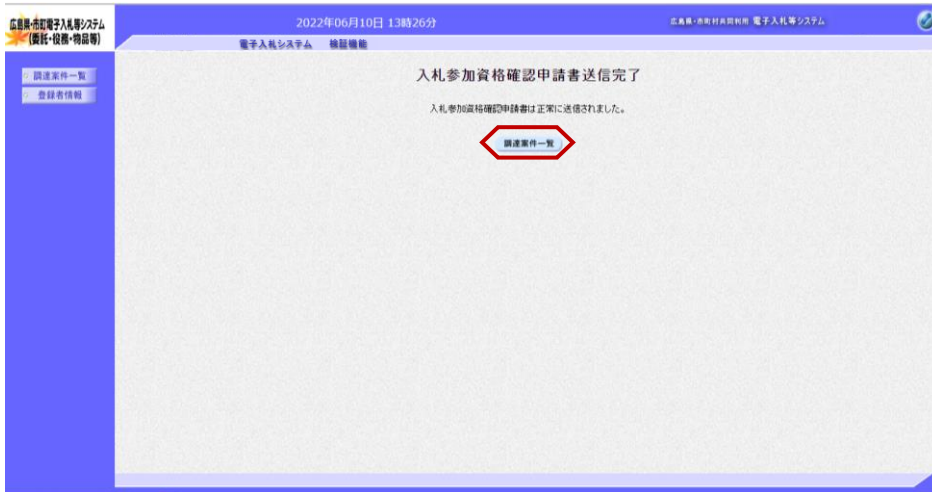 広島県・市町電子入札等システム
(委託・役務・物品等)
2022年06月10日 13時26分
広島県・市町村共同利用 電子入札等システム
電子入札システム 検証機能
調達案件一覧
登録者情報
入札参加資格確認申請書送信完了
入札参加資格確認申請書は正常に送信されました。
調達案件一覧